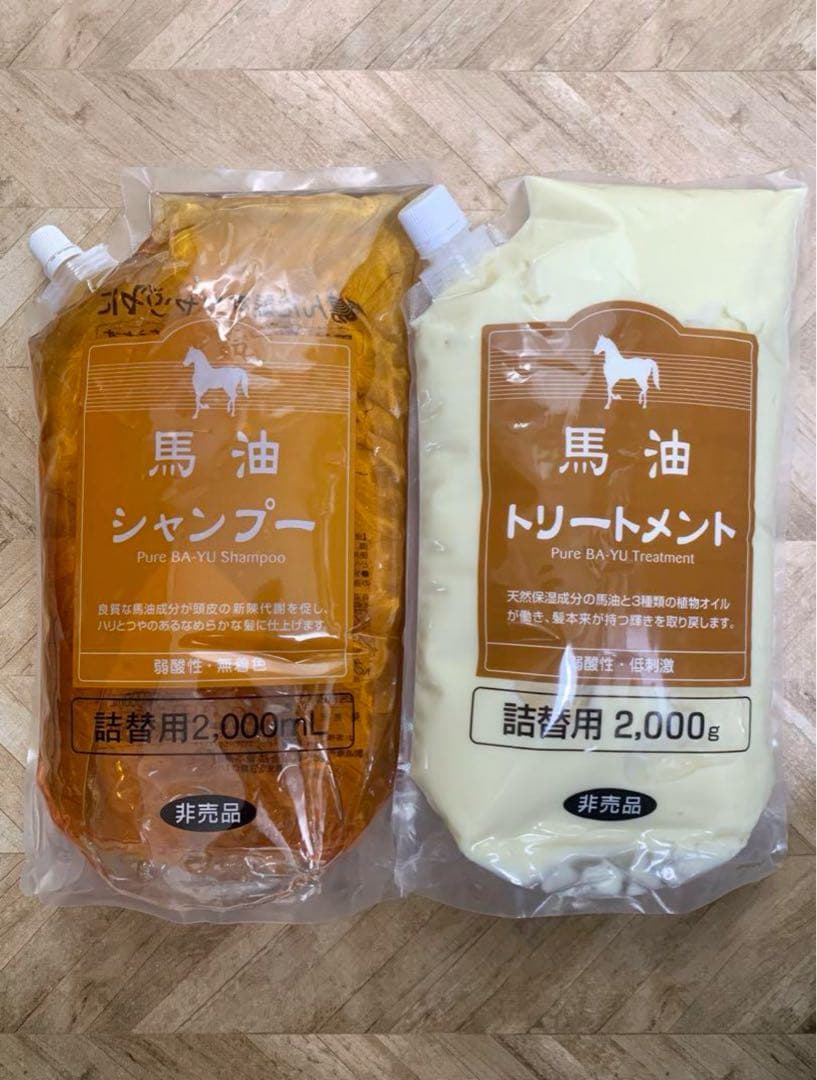 馬油
シャンプー
Pure BA-YU Shampoo
良質な馬油成分が頭皮の新陳代謝を促し、
ハリとつやのあるなめらかな髪に仕上げます。
弱酸性・無着色
詰替用2,000mL
非売品
馬油
トリートメント
Pure BA-YU Treatment
天然保湿成分の馬油と3種類の植物オイル
が働き、髪本来が持つ輝きを取り戻します。
弱酸性・低刺激
詰替用 2,000g
非売品